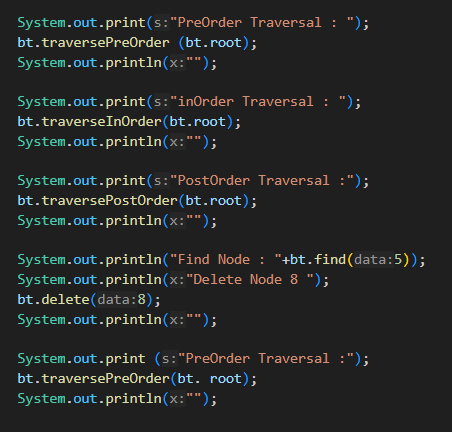 System.out.print(s:"PreOrder Traversal : ");
bt.traversePreOrder (bt.root);
System.out.println(x:"");
System.out.print(s:"inOrder Traversal : ");
bt.traverseInOrder(bt.root);
System.out.println(x:"");
System.out.print(s:"PostOrder Traversal :");
bt.traversePostOrder(bt.root);
System.out.println(x:"");
System.out.println("Find Node : "+bt.find(data:5));
System.out.println(x:"Delete Node 8 ");
bt.delete(data:8);
System.out.println(x:"");
System.out.print (s:"PreOrder Traversal :");
bt.traversePreOrder(bt. root);
System.out.println(x:"");